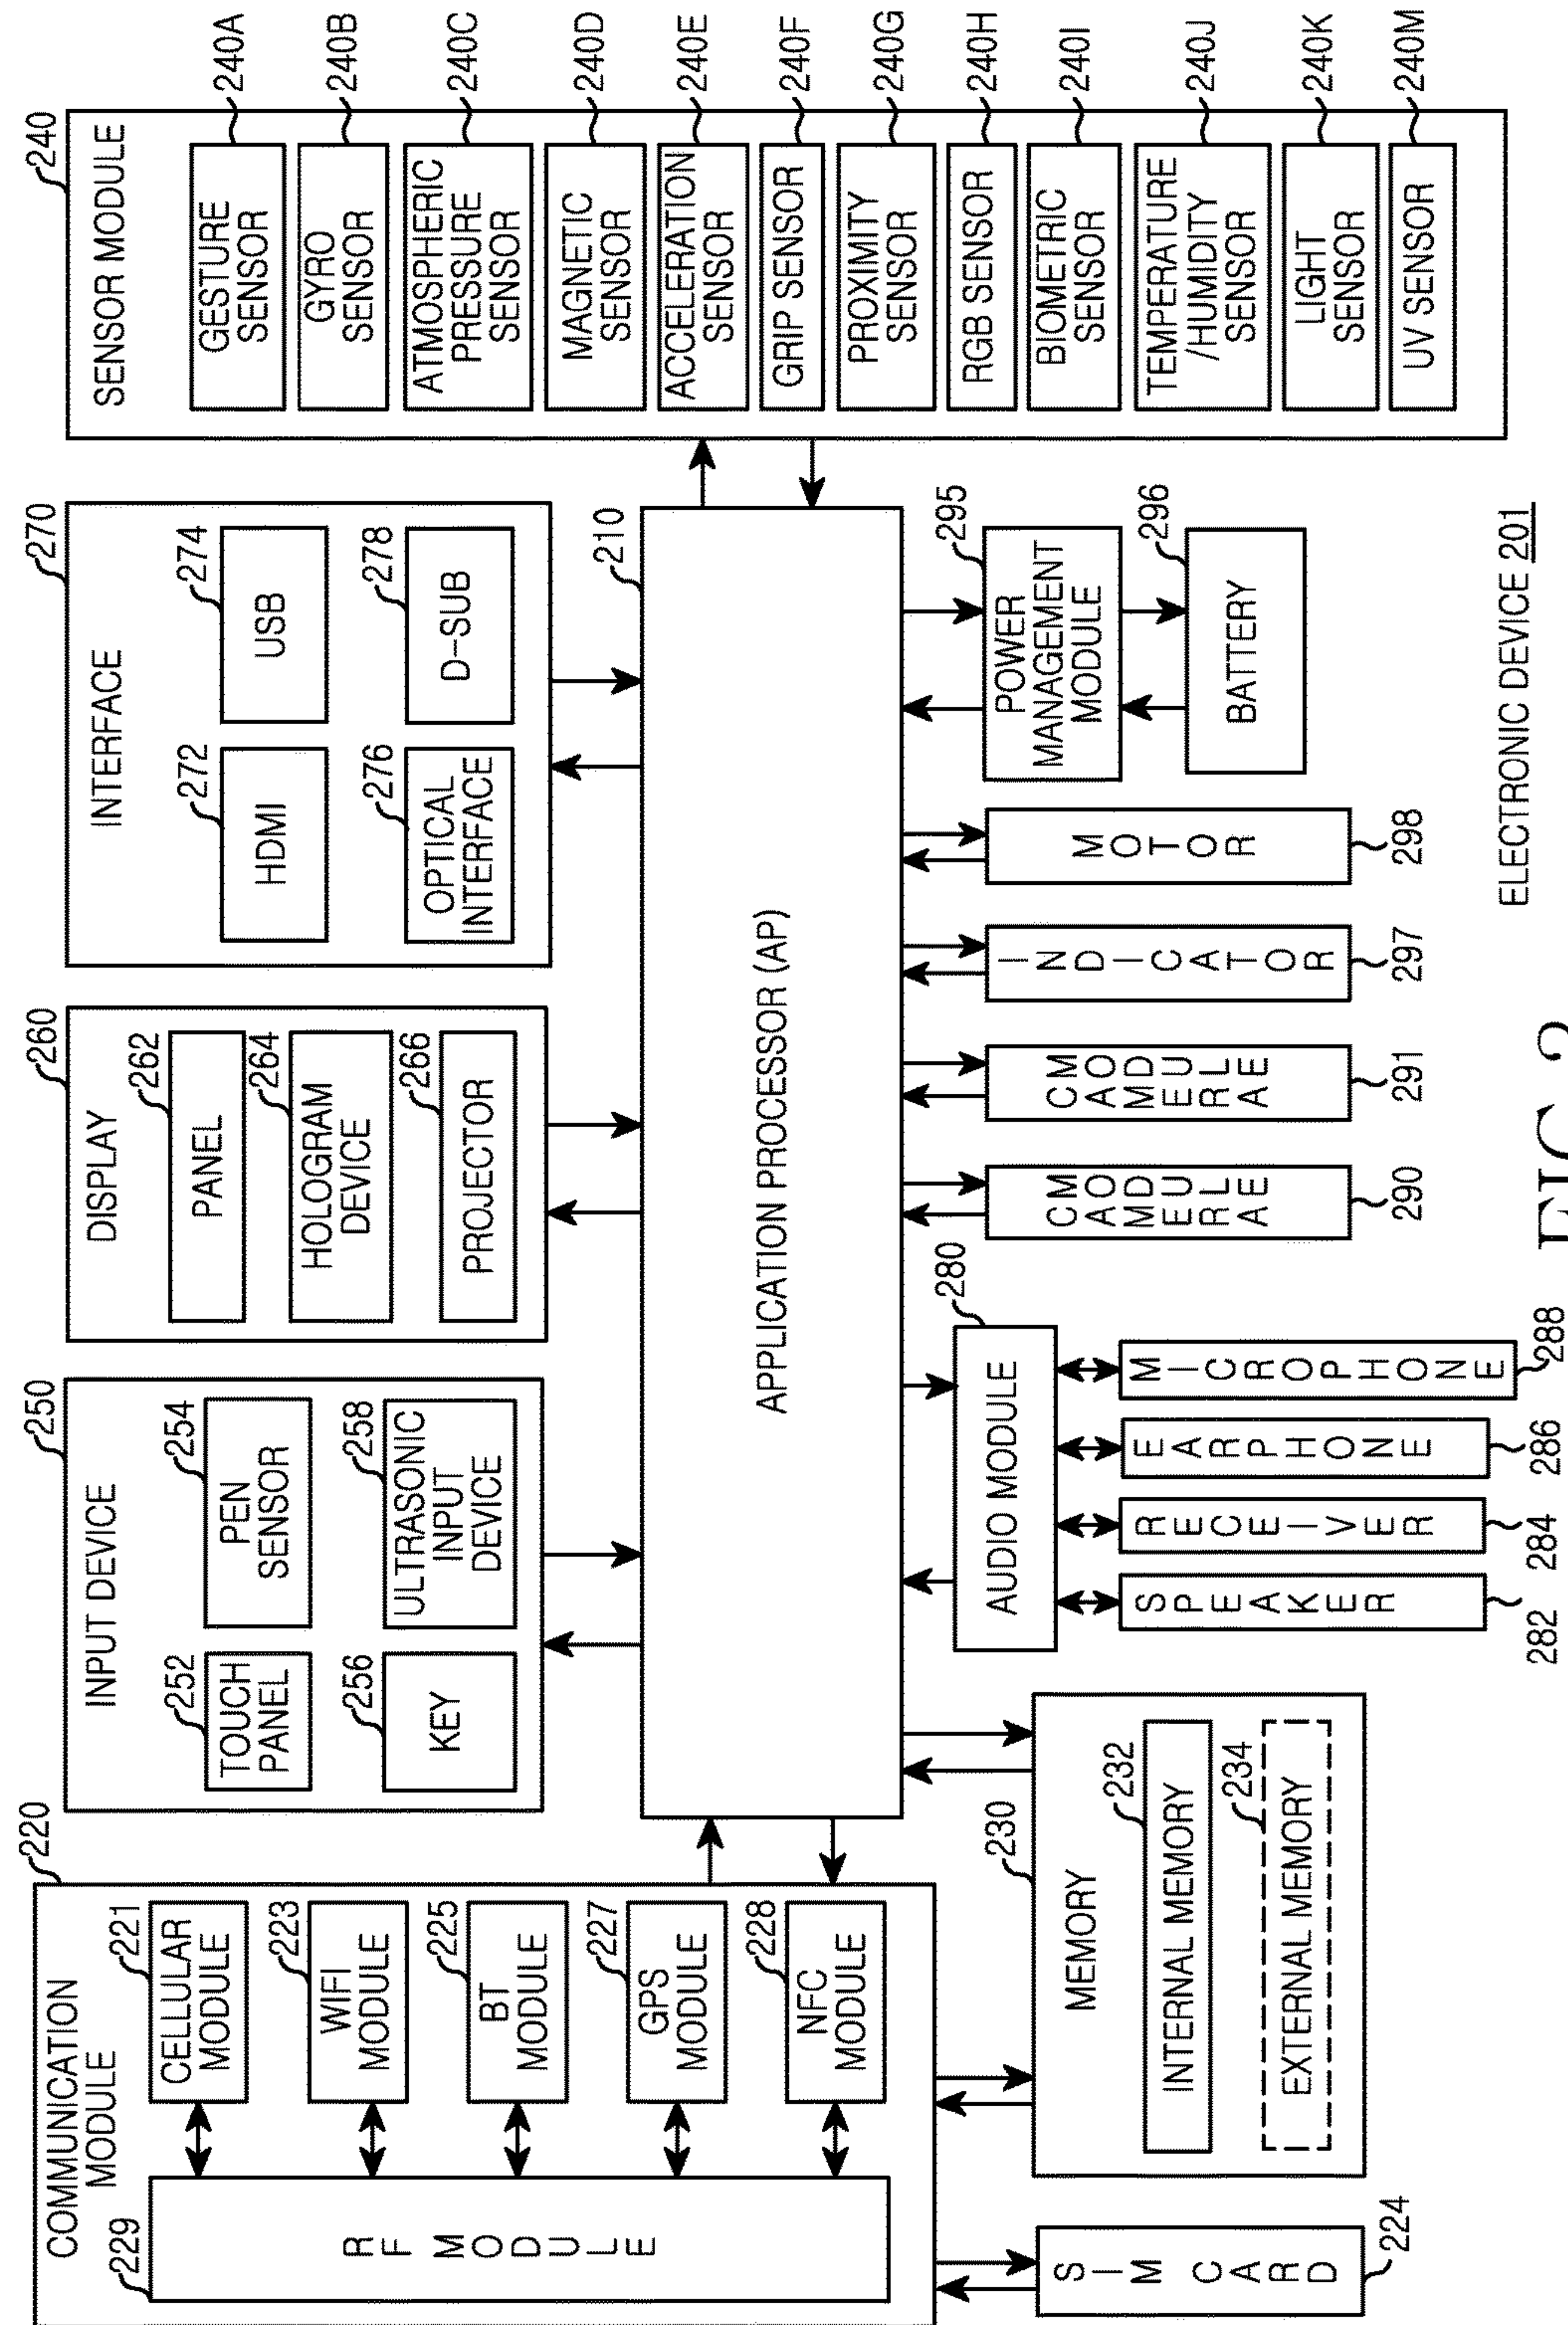 COMMUNICATION
MODULE
220
229
RF MODULE
221
CELLULAR
MODULE
223
WIFI
MODULE
225
BT
MODULE
227
GPS
MODULE
228
NFC
MODULE
250
INPUT DEVICE
252
TOUCH
PANEL
254
PEN
SENSOR
256
KEY
258
ULTRASONIC
INPUT
DEVICE
260
DISPLAY
262
PANEL
264
HOLOGRAM
DEVICE
266
PROJECTOR
270
INTERFACE
272
HDMI
274
USB
276
OPTICAL
INTERFACE
278
D-SUB
240
SENSOR MODULE
GESTURE
SENSOR
240A
GYRO
SENSOR
240B
ATMOSPHERIC
PRESSURE
SENSOR
240C
MAGNETIC
SENSOR
240D
ACCELERATION
SENSOR
240E
GRIP SENSOR
240F
PROXIMITY
SENSOR
240G
RGB SENSOR
240H
BIOMETRIC
SENSOR
240I
TEMPERATURE
/HUMIDITY
SENSOR
240J
LIGHT
SENSOR
240K
UV SENSOR
240M
210
APPLICATION PROCESSOR (AP)
SIM CARD
224
230
MEMORY
232
INTERNAL MEMORY
234
EXTERNAL MEMORY
280
AUDIO MODULE
SPEAKER
282
RECEIVER
284
EARPHONE
286
MICROPHONE
288
CAMERA
MODULE
290
CAMERA
MODULE
291
INDICATOR
297
MOTOR
298
295
POWER
MANAGEMENT
MODULE
296
BATTERY
ELECTRONIC DEVICE 201